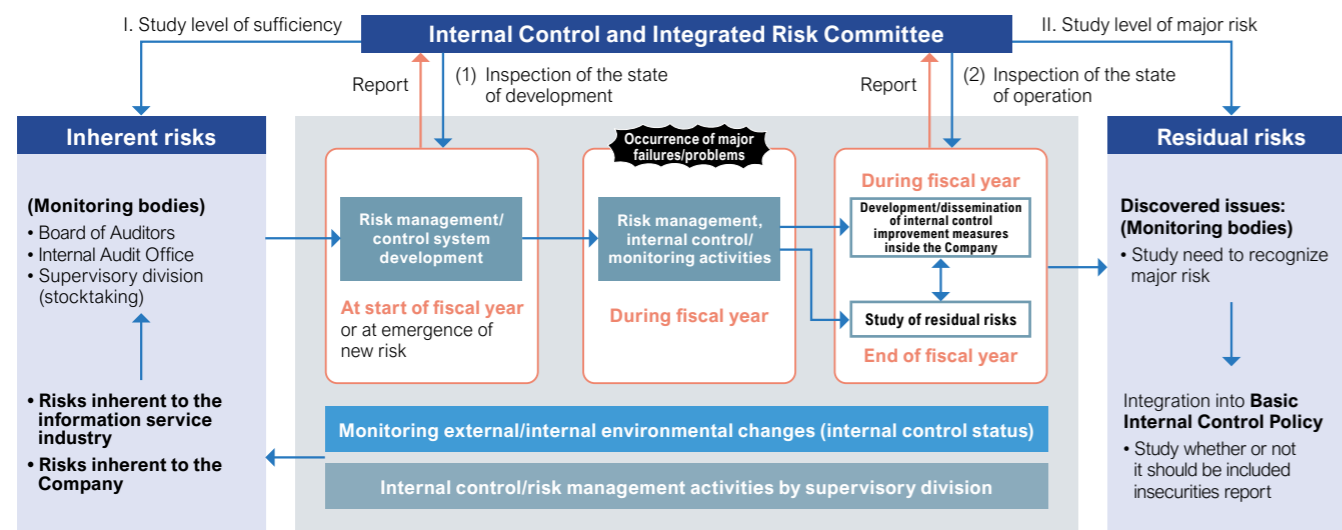 I. Study level of sufficiency
Internal Control and Integrated Risk Committee
II. Study level of major risk
Report
(1) Inspection of the state
of development
Report
(2) Inspection of the state
of operation
Inherent risks
(Monitoring bodies)
• Board of Auditors
• Internal Audit Office
• Supervisory division
(stocktaking)
• Risks inherent to the
information service
industry
• Risks inherent to the
Company
Risk management/
control system
development
At start of fiscal year
or at emergence of
new risk
Occurrence of major
failures/problems
Risk management,
internal control/
monitoring activities
During fiscal year
During fiscal year
Development/dissemination
of internal control
improvement measures
inside the Company
Study of residual risks
End of fiscal year
Monitoring external/internal environmental changes (internal control status)
Internal control/risk management activities by supervisory division
Residual risks
Discovered issues:
(Monitoring bodies)
• Study need to recognize
major risk
Integration into Basic
Internal Control Policy
• Study whether or not
it should be included
insecurities report